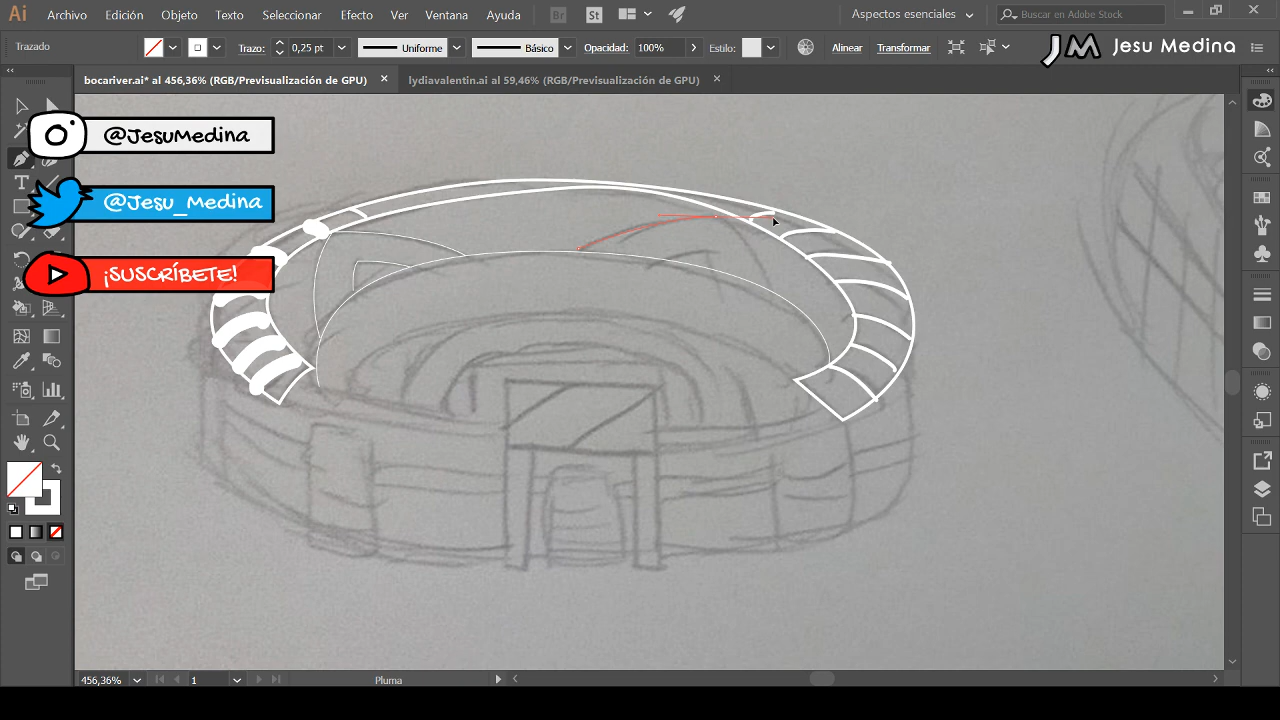 Ai Archivo Edición Objeto Texto Seleccionar Efecto Ver Ventana Ayuda Br St Aspectos esenciales Buscar en Adobe Stock
Trazado Trazo: 0,25 pt Uniforme Básico Opacidad: 100% Estilo: Alinear Transformar JM Jesu Medina
bocariver.ai* al 456,36% (RGB/Previsualización de GPU) lydiavalentin.ai al 59,46% (RGB/Previsualización de GPU)
@JesuMedina
@Jesu_Medina
¡SUSCRÍBETE!
456,36% 1 Pluma